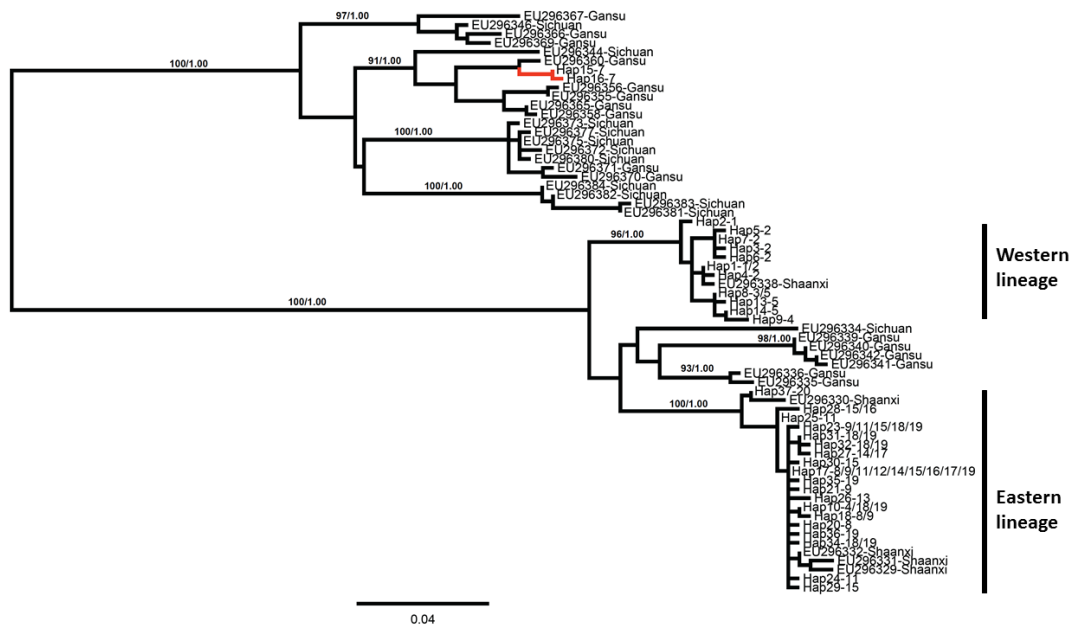 97/1.00
EU296367-Gansu
EU296346-Sichuan
EU296366-Gansu
EU296369-Gansu
100/1.00
91/1.00
EU296344-Sichuan
EU296360-Gansu
Hap15-7
Hap16-7
EU296356-Gansu
EU296355-Gansu
EU296365-Gansu
EU296358-Gansu
EU296373-Sichuan
100/1.00
EU296377-Sichuan
EU296375-Sichuan
EU296372-Sichuan
EU296380-Sichuan
EU296371-Gansu
EU296370-Gansu
100/1.00
EU296384-Sichuan
EU296382-Sichuan
EU296383-Sichuan
EU296381-Sichuan
Hap2-1
96/1.00
Hap5-2
Hap7-2
Hap3-2
Hap6-2
Hap1-1/2
Hap4-2
EU296338-Shaanxi
Hap8-3/5
Hap13-5
Hap14-5
Hap9-4
Western
lineage
100/1.00
EU296334-Sichuan
98/1.00
EU296339-Gansu
EU296340-Gansu
EU296342-Gansu
EU296341-Gansu
93/1.00
EU296336-Gansu
EU296335-Gansu
Hap37-20
100/1.00
EU296330-Shaanxi
Hap28-15/16
Hap25-11
Hap23-9/11/15/18/19
Hap31-18/19
Hap32-18/19
Hap27-14/17
Hap30-15
Hap17-8/9/11/12/14/15/16/17/19
Hap35-19
Hap21-9
Hap26-13
Hap10-4/18/19
Hap18-8/9
Hap20-8
Hap36-19
Hap34-18/19
EU296332-Shaanxi
EU296331-Shaanxi
EU296329-Shaanxi
Hap24-11
Hap29-15
Eastern
lineage
0.04